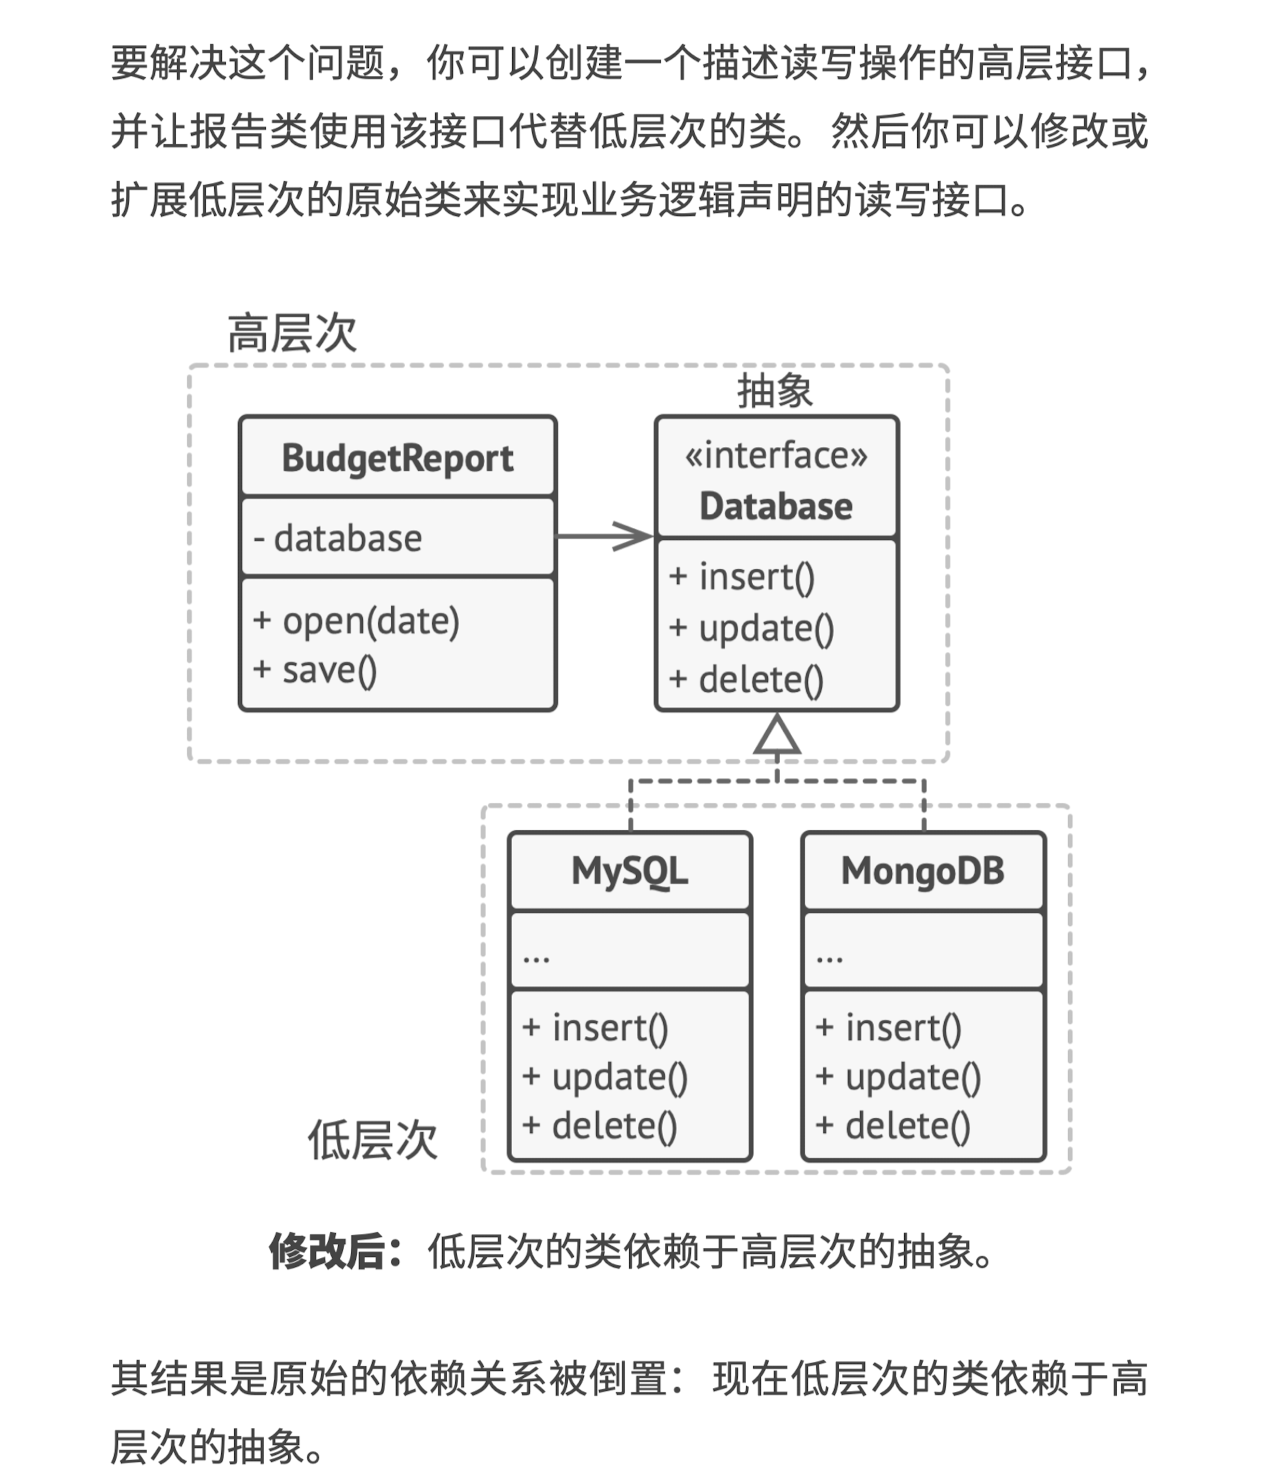 要解决这个问题，你可以创建一个描述读写操作的高层接口，
并让报告类使用该接口代替低层次的类。然后你可以修改或
扩展低层次的原始类来实现业务逻辑声明的读写接口。
高层次
抽象
BudgetReport
- database
+ open(date)
+ save()
«interface»
Database
+ insert()
+ update()
+ delete()
MySQL
...
+ insert()
+ update()
+ delete()
MongoDB
...
+ insert()
+ update()
+ delete()
低层次
修改后：低层次的类依赖于高层次的抽象。
其结果是原始的依赖关系被倒置：现在低层次的类依赖于高
层次的抽象。